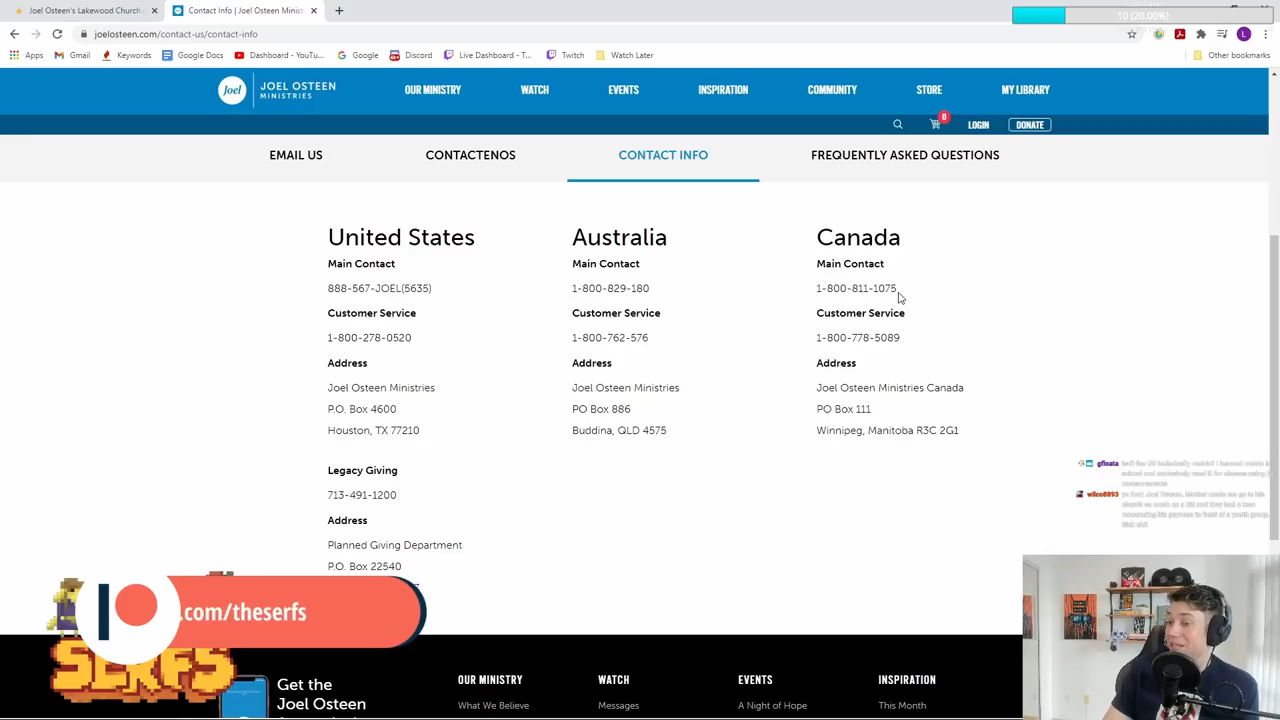 Joel Osteen's Lakewood Church
Contact Info | Joel Osteen Minist
10 (20.00%)
joelosteen.com/contact-us/contact-info
Apps
Gmail
Keywords
Google Docs
Dashboard - YouTu...
Google
Discord
Live Dashboard - T...
Twitch
Watch Later
Other bookmarks
Joel
JOEL OSTEEN
MINISTRIES
OUR MINISTRY
WATCH
EVENTS
INSPIRATION
COMMUNITY
STORE
MY LIBRARY
0
LOGIN
DONATE
EMAIL US
CONTACTENOS
CONTACT INFO
FREQUENTLY ASKED QUESTIONS
United States
Main Contact
888-567-JOEL(5635)
Customer Service
1-800-278-0520
Address
Joel Osteen Ministries
P.O. Box 4600
Houston, TX 77210
Legacy Giving
713-491-1200
Address
Planned Giving Department
P.O. Box 22540
Australia
Main Contact
1-800-829-180
Customer Service
1-800-762-576
Address
Joel Osteen Ministries
PO Box 886
Buddina, QLD 4575
Canada
Main Contact
1-800-811-1075
Customer Service
1-800-778-5089
Address
Joel Osteen Ministries Canada
PO Box 111
Winnipeg, Manitoba R3C 2G1
gfloata
wilco8893
.com/theserfs
SERFS
Get the
Joel Osteen
OUR MINISTRY
What We Believe
WATCH
Messages
EVENTS
A Night of Hope
INSPIRATION
This Month